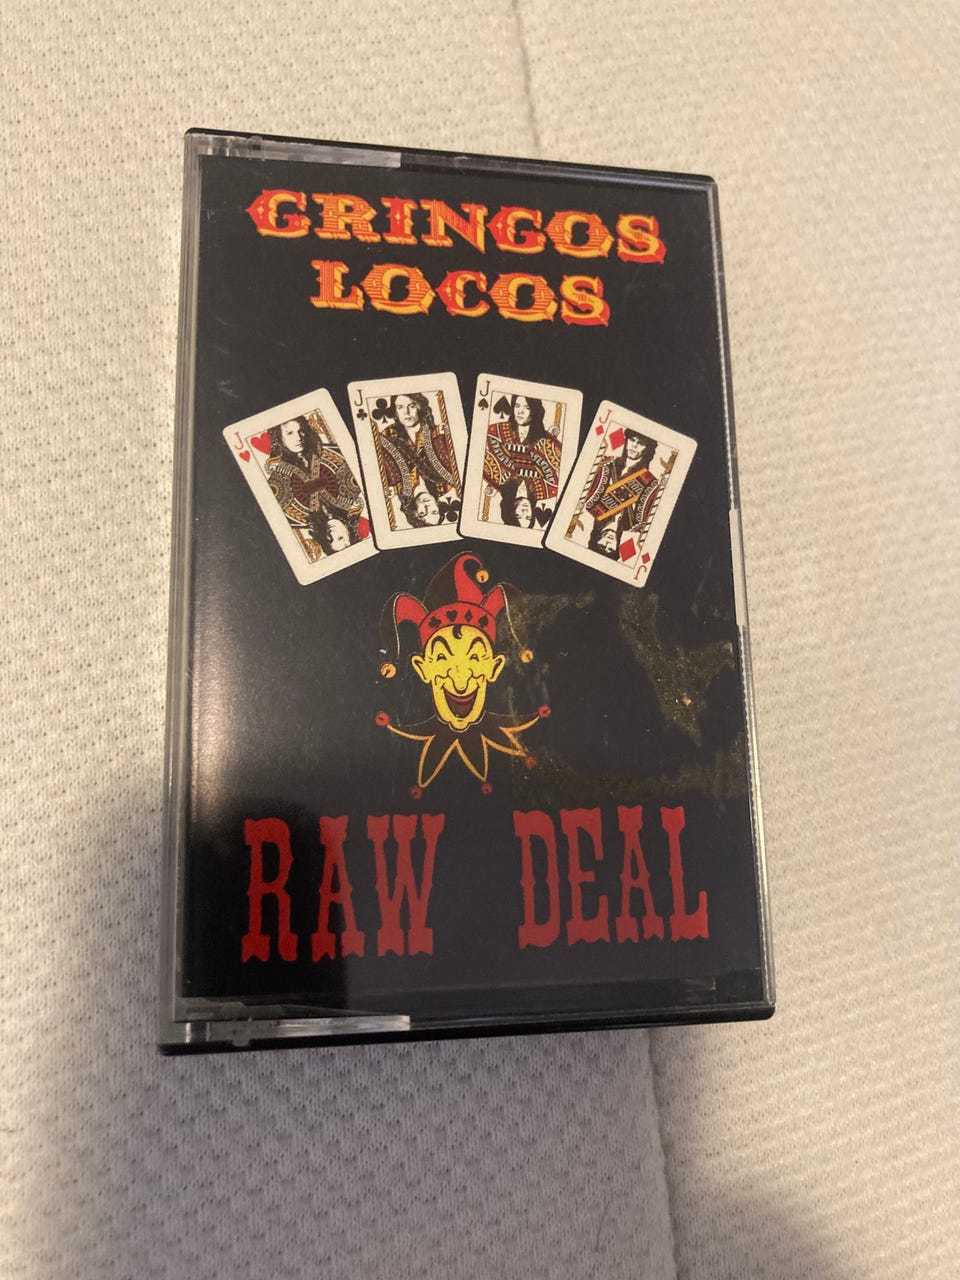 GRINGOS
LOCOS
J J J J
J
RAW DEAL